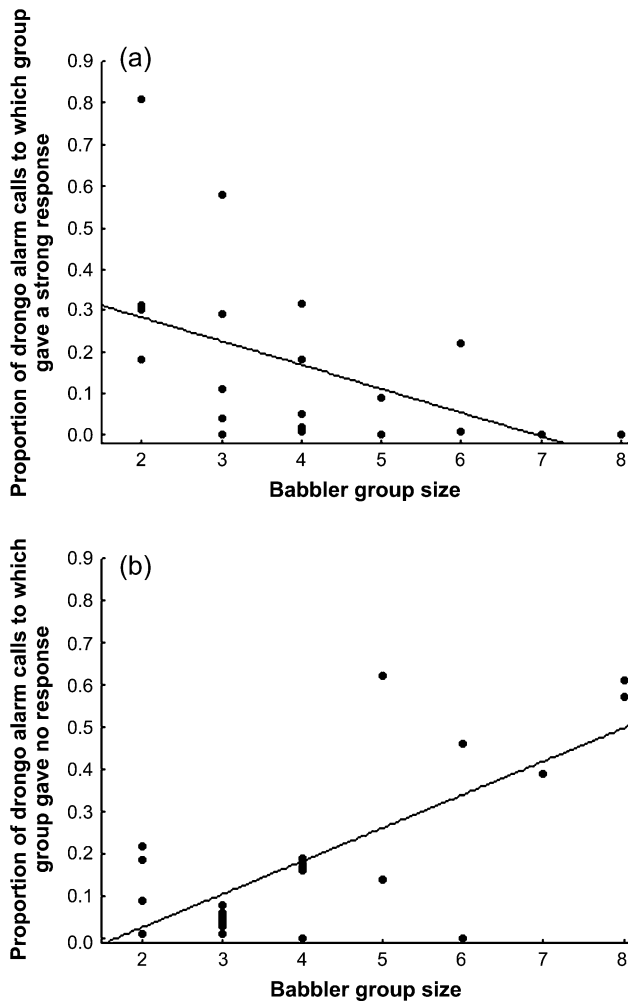 (a)
Proportion of drongo alarm calls to which group
gave a strong response
0.9
0.8
0.7
0.6
0.5
0.4
0.3
0.2
0.1
0.0
2 3 4 5 6 7 8
Babbler group size
(b)
Proportion of drongo alarm calls to which
group gave no response
0.9
0.8
0.7
0.6
0.5
0.4
0.3
0.2
0.1
0.0
2 3 4 5 6 7 8
Babbler group size